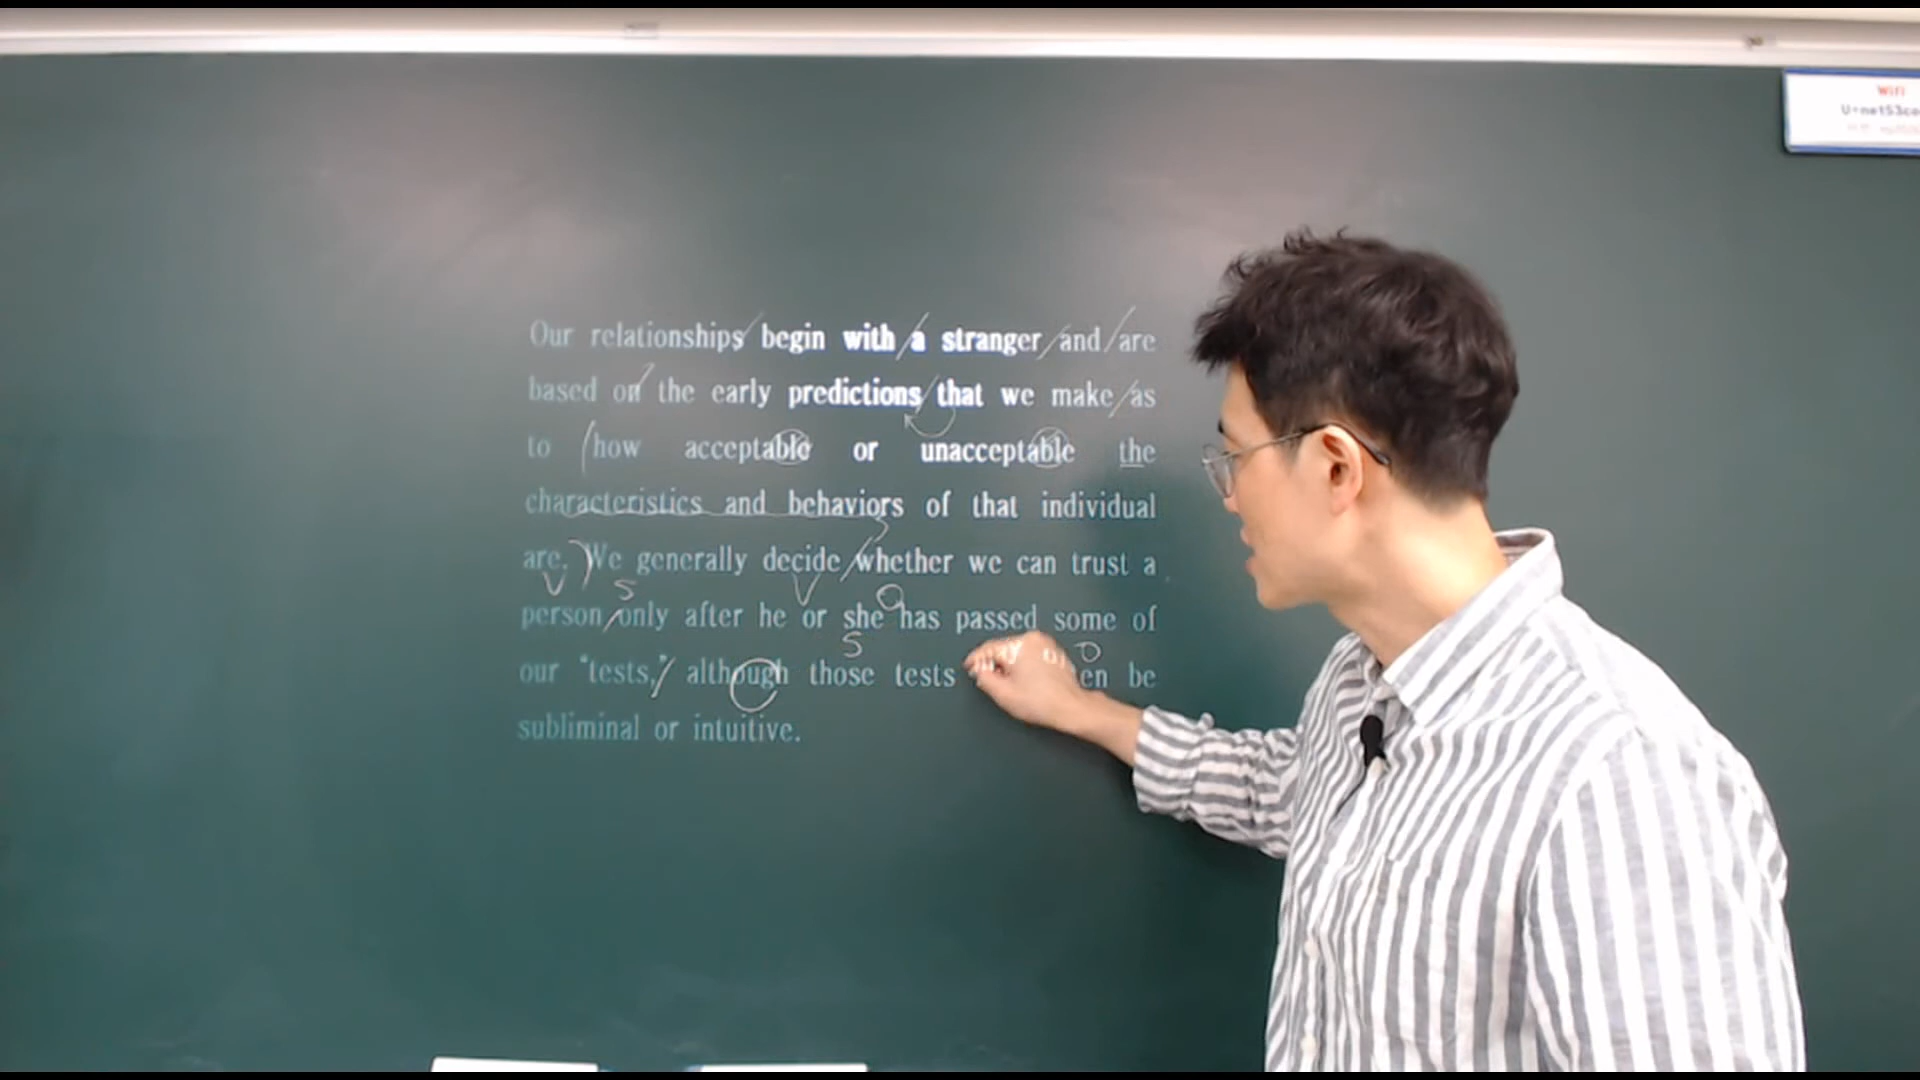 WiFi
Our relationships begin with a stranger and are
based on the early predictions that we make as
to how acceptable or unacceptable the
characteristics and behaviors of that individual
are. We generally decide whether we can trust a
V S V O
person only after he or she has passed some of
S O
our “tests,” although those tests be
subliminal or intuitive.